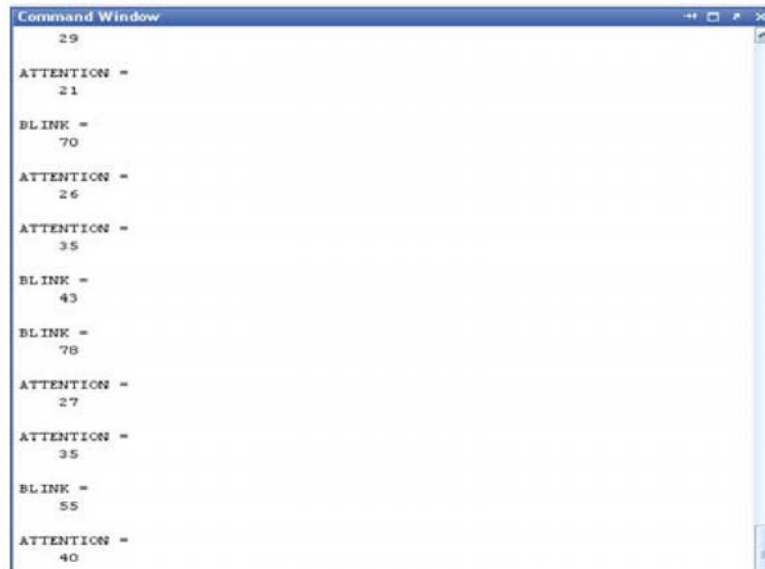 Command Window
29
ATTENTION =
21
BLINK =
70
ATTENTION =
26
ATTENTION =
35
BLINK =
43
BLINK =
78
ATTENTION =
27
ATTENTION =
35
BLINK =
55
ATTENTION =
40